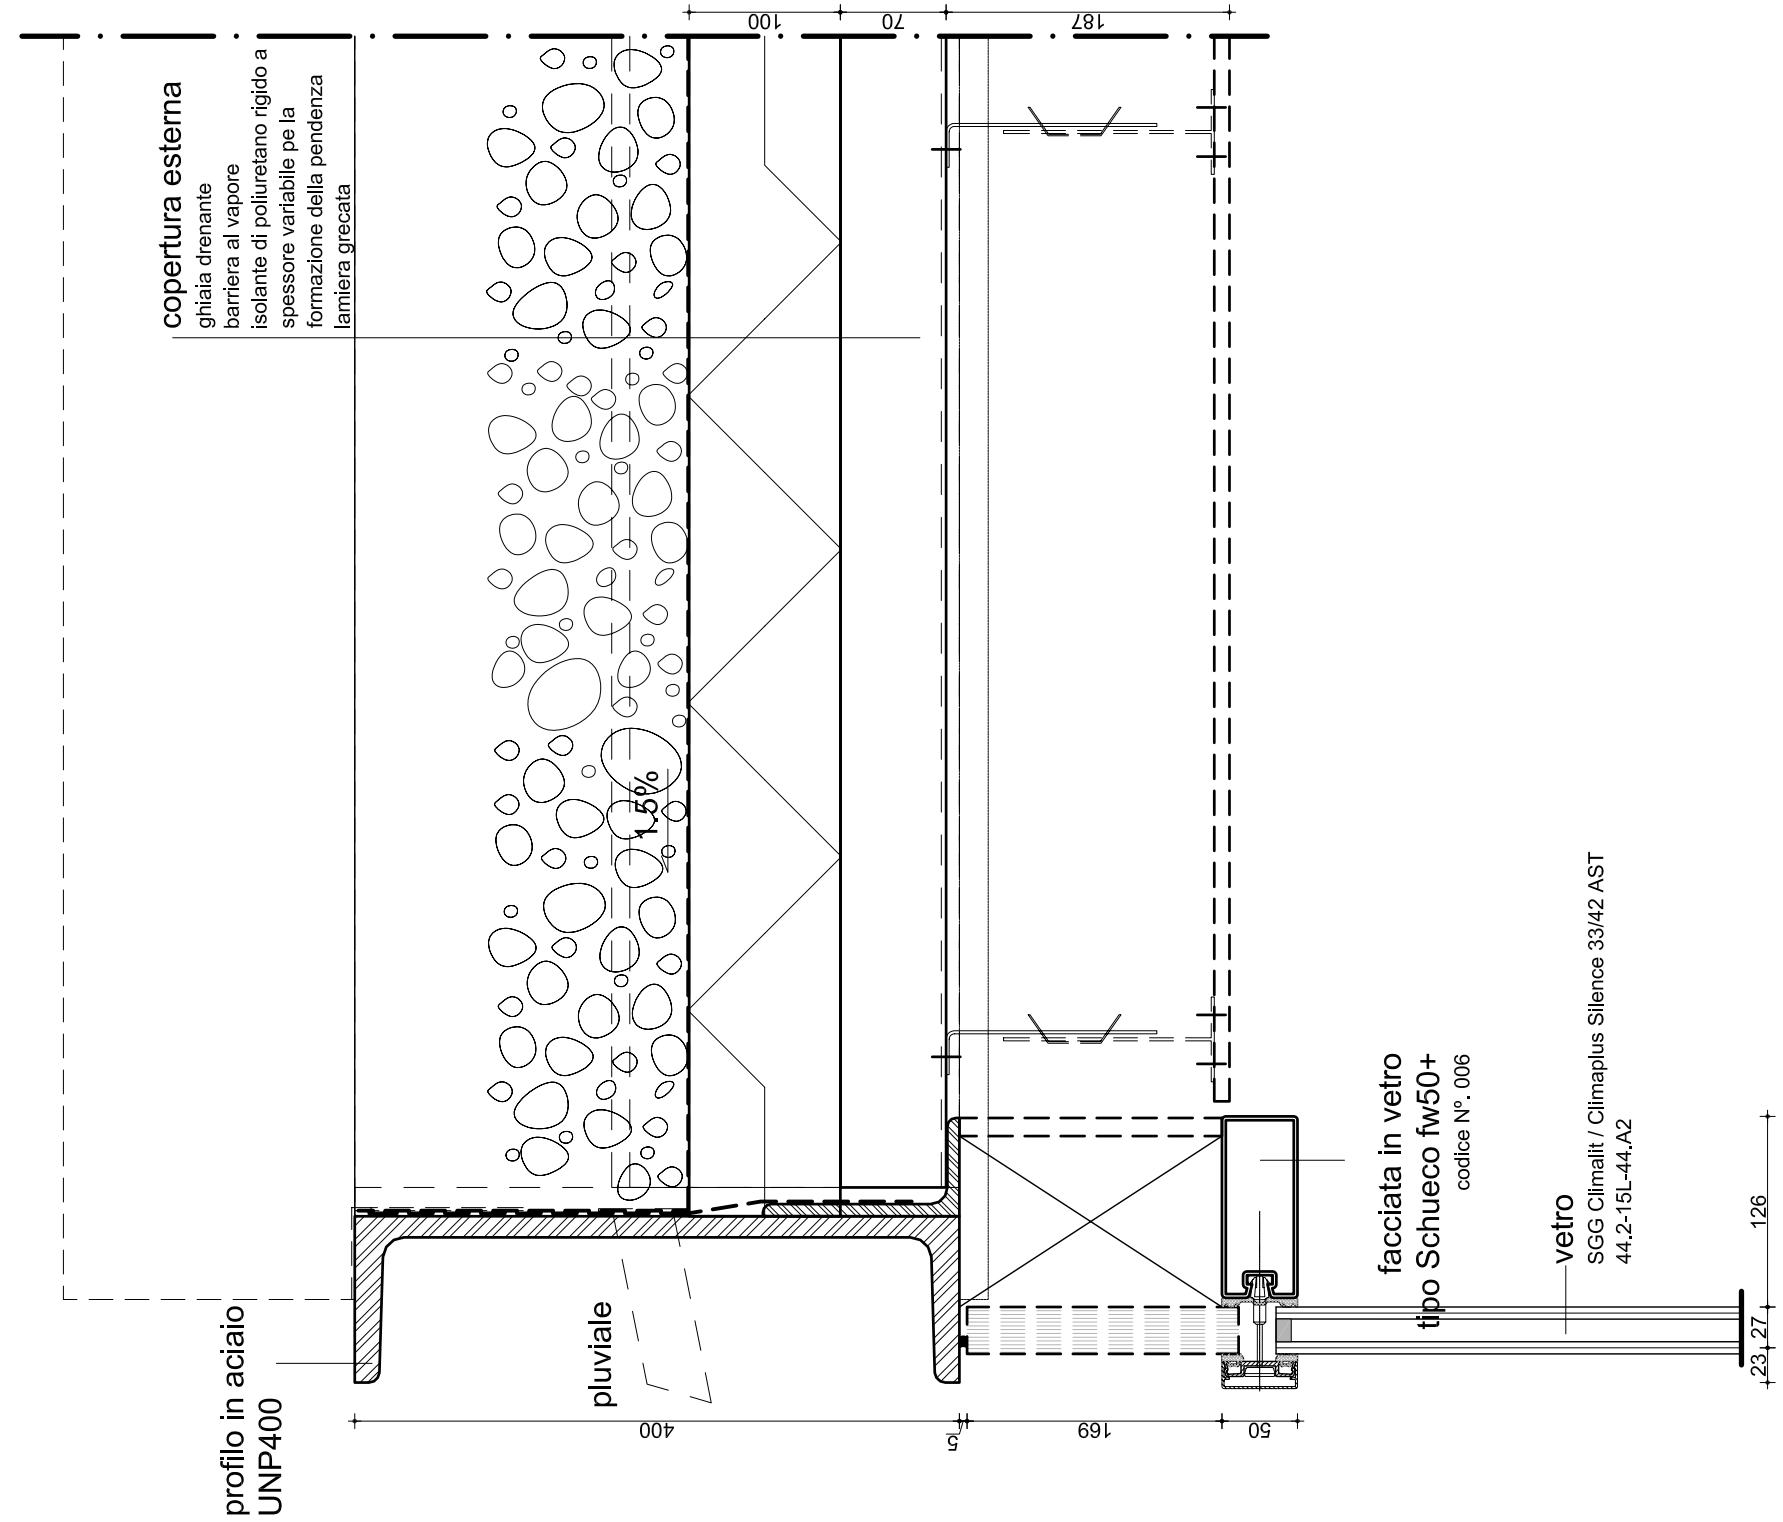 copertura esterna
ghiaia drenante
barriera al vapore
isolante di poliuretano rigido a
spessore variabile pe la
formazione della pendenza
lamiera grecata
100
70
187
1.5%
profilo in aciaio
UNP400
pluviale
400
5
169
50
facciata in vetro
tipo Schueco fw50+
codice N°. 006
vetro
SGG Climalit / Climaplus Silence 33/42 AST
44.2-15L-44.A2
126
27
23